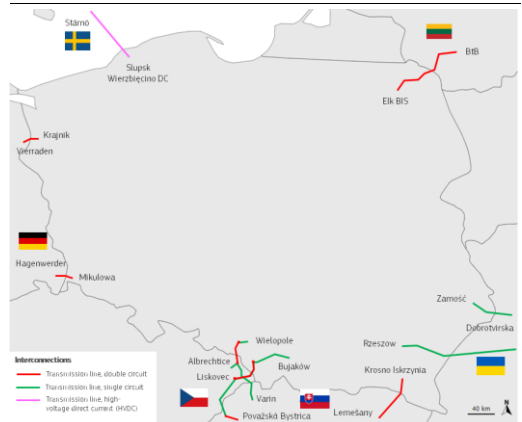 Stárnö
Slupsk
Wierzbięcino DC
BtB
Elk BIS
Krajnik
Vierraden
Hagenwerder
Mikulowa
Zamość
Dobrotvirska
Wielopole
Rzeszow
Albrechtice
Bujaków
Liskovec
Krosno Iskrzynia
Varin
Lemešany
Považská Bystrica
Interconnections
Transmission line, double circuit
Transmission line, single circuit
Transmission line, high-
voltage direct current (HVDC)
40 km
N